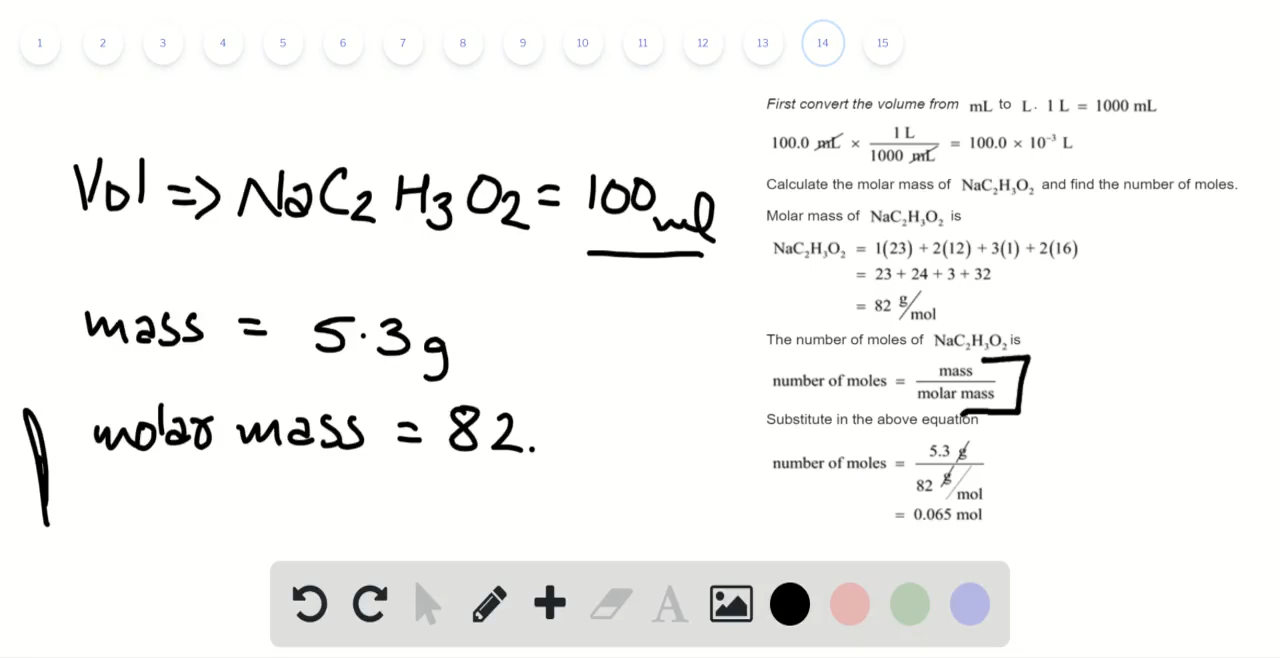 1 2 3 4 5 6 7 8 9 10 11 12 13 14 15
Vol => NaC2 H3 O2 = 100 ml
mass = 5.3g
molar mass = 82.
First convert the volume from mL to L. 1 L = 1000 mL
100.0 mL × 1 L / 1000 mL = 100.0 × 10⁻³ L
Calculate the molar mass of NaC₂H₃O₂ and find the number of moles.
Molar mass of NaC₂H₃O₂ is
NaC₂H₃O₂ = 1(23) + 2(12) + 3(1) + 2(16)
= 23 + 24 + 3 + 32
= 82 g/mol
The number of moles of NaC₂H₃O₂ is
number of moles = mass / molar mass
Substitute in the above equation
number of moles = 5.3 g / 82 g/mol
= 0.065 mol
A